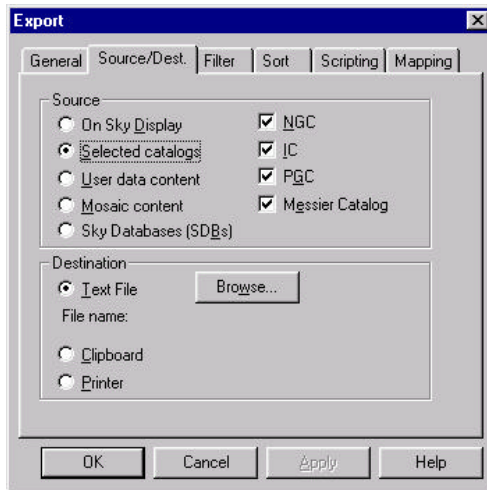 Export
General Source/Dest. Filter Sort Scripting Mapping
Source
On Sky Display
Selected catalogs
User data content
Mosaic content
Sky Databases (SDBs)
NGC
IC
PGC
Messier Catalog
Destination
Text File
Browse...
File name:
Clipboard
Printer
OK Cancel Apply Help